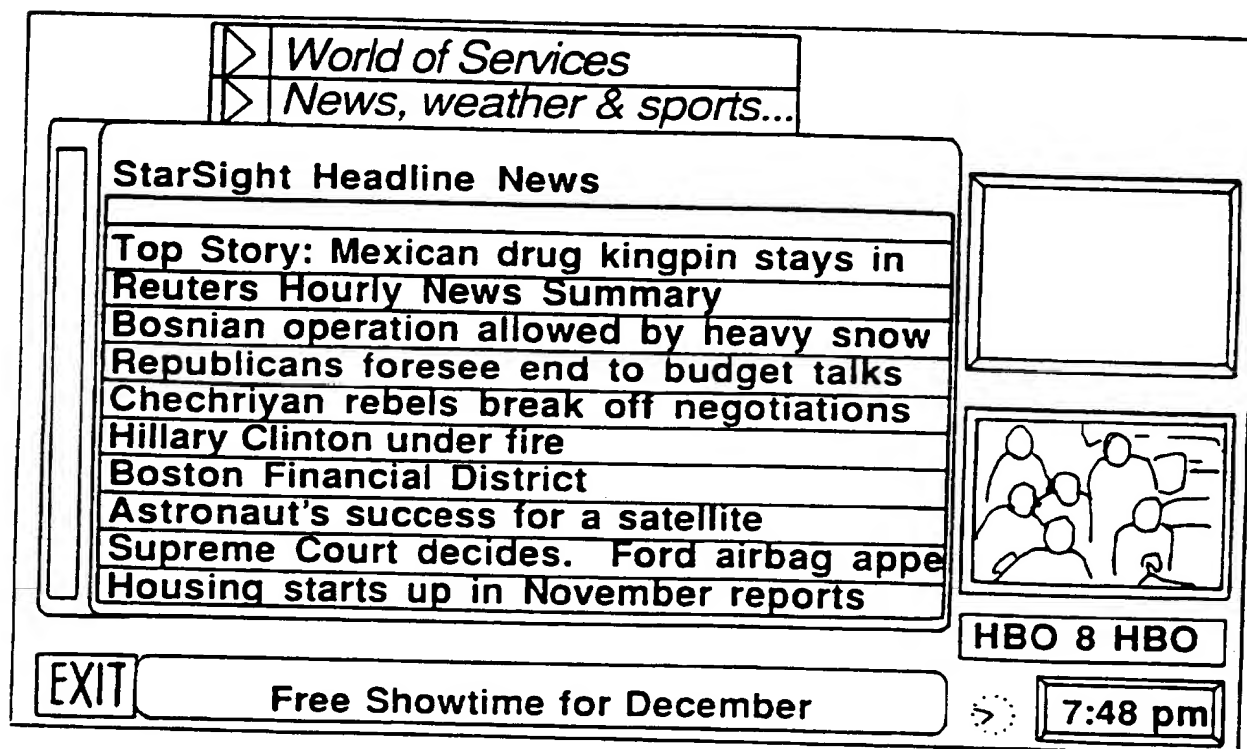 World of Services
News, weather & sports...
StarSight Headline News
Top Story: Mexican drug kingpin stays in
Reuters Hourly News Summary
Bosnian operation allowed by heavy snow
Republicans foresee end to budget talks
Chechriyan rebels break off negotiations
Hillary Clinton under fire
Boston Financial District
Astronaut's success for a satellite
Supreme Court decides. Ford airbag appe
Housing starts up in November reports
HBO 8 HBO
EXIT
Free Showtime for December
7:48 pm